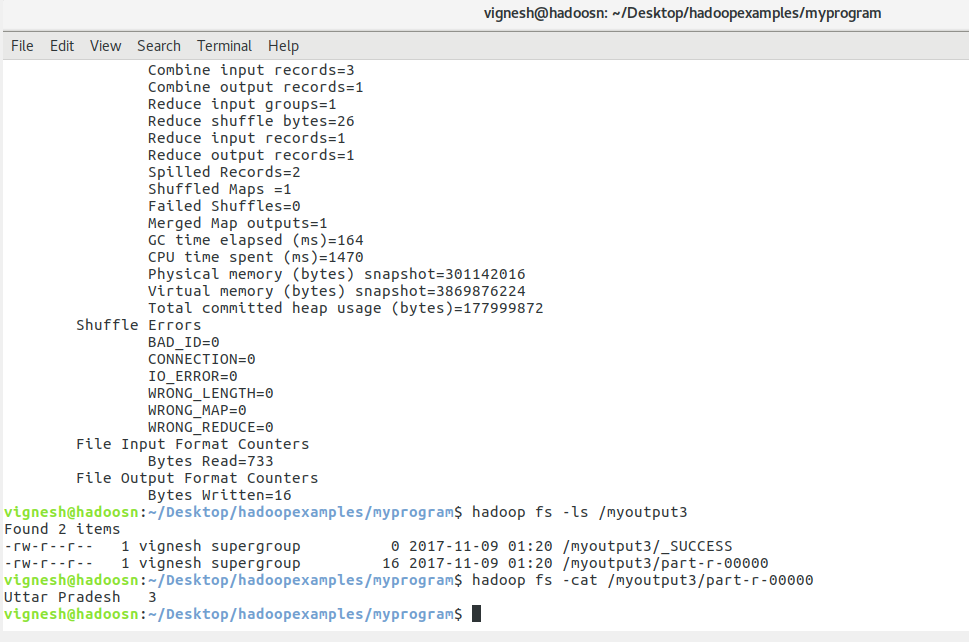 vignesh@hadoosn: ~/Desktop/hadoopexamples/myprogram
File Edit View Search Terminal Help
Combine input records=3
Combine output records=1
Reduce input groups=1
Reduce shuffle bytes=26
Reduce input records=1
Reduce output records=1
Spilled Records=2
Shuffled Maps =1
Failed Shuffles=0
Merged Map outputs=1
GC time elapsed (ms)=164
CPU time spent (ms)=1470
Physical memory (bytes) snapshot=301142016
Virtual memory (bytes) snapshot=3869876224
Total committed heap usage (bytes)=177999872
Shuffle Errors
BAD_ID=0
CONNECTION=0
IO_ERROR=0
WRONG_LENGTH=0
WRONG_MAP=0
WRONG_REDUCE=0
File Input Format Counters
Bytes Read=733
File Output Format Counters
Bytes Written=16
vignesh@hadoosn:~/Desktop/hadoopexamples/myprogram$ hadoop fs -ls /myoutput3
Found 2 items
-rw-r--r--   1 vignesh supergroup          0 2017-11-09 01:20 /myoutput3/_SUCCESS
-rw-r--r--   1 vignesh supergroup         16 2017-11-09 01:20 /myoutput3/part-r-00000
vignesh@hadoosn:~/Desktop/hadoopexamples/myprogram$ hadoop fs -cat /myoutput3/part-r-00000
Uttar Pradesh   3
vignesh@hadoosn:~/Desktop/hadoopexamples/myprogram$